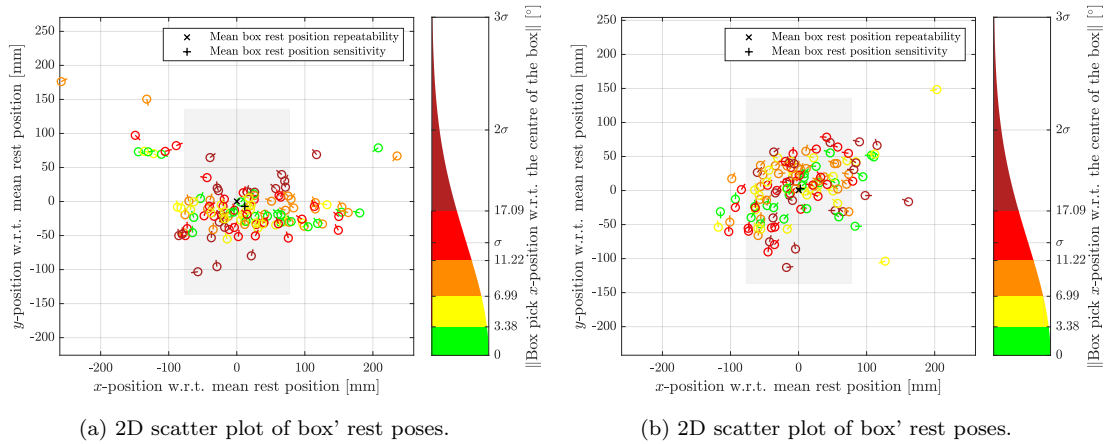 250
200
150
100
50
0
-50
-100
-150
-200
-200 -100 0 100 200
x-position w.r.t. mean rest position [mm]
y-position w.r.t. mean rest position [mm]
Mean box rest position repeatability
Mean box rest position sensitivity
3σ
2σ
17.09
σ
11.22
6.99
3.38
0
||Box pick x-position w.r.t. the centre of the box|| [°]
(a) 2D scatter plot of box' rest poses.
250
200
150
100
50
0
-50
-100
-150
-200
-200 -100 0 100 200
x-position w.r.t. mean rest position [mm]
y-position w.r.t. mean rest position [mm]
Mean box rest position repeatability
Mean box rest position sensitivity
3σ
2σ
17.09
σ
11.22
6.99
3.38
0
||Box pick x-position w.r.t. the centre of the box|| [°]
(b) 2D scatter plot of box' rest poses.